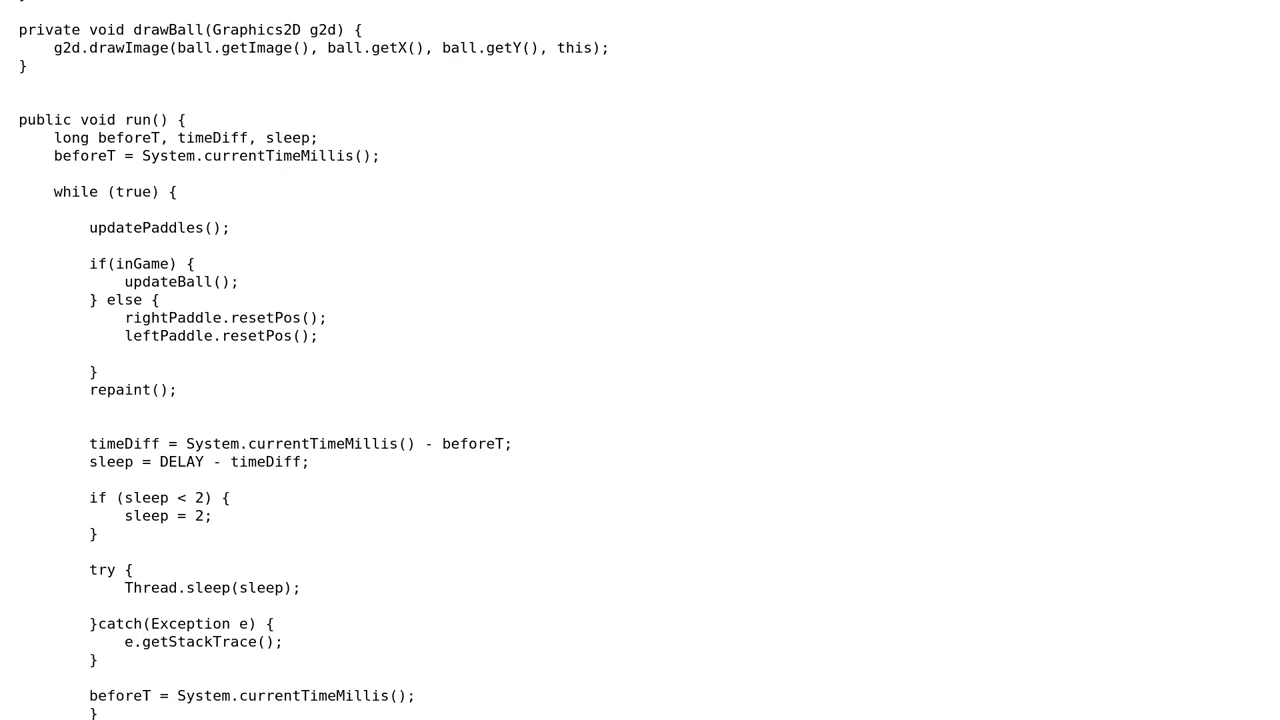 private void drawBall(Graphics2D g2d) {
    g2d.drawImage(ball.getImage(), ball.getX(), ball.getY(), this);
}
public void run() {
    long beforeT, timeDiff, sleep;
    beforeT = System.currentTimeMillis();
    while (true) {
        updatePaddles();
        if(inGame) {
            updateBall();
        } else {
            rightPaddle.resetPos();
            leftPaddle.resetPos();
        }
        repaint();
        timeDiff = System.currentTimeMillis() - beforeT;
        sleep = DELAY - timeDiff;
        if (sleep < 2) {
            sleep = 2;
        }
        try {
            Thread.sleep(sleep);
        }catch(Exception e) {
            e.getStackTrace();
        }
        beforeT = System.currentTimeMillis();
        }